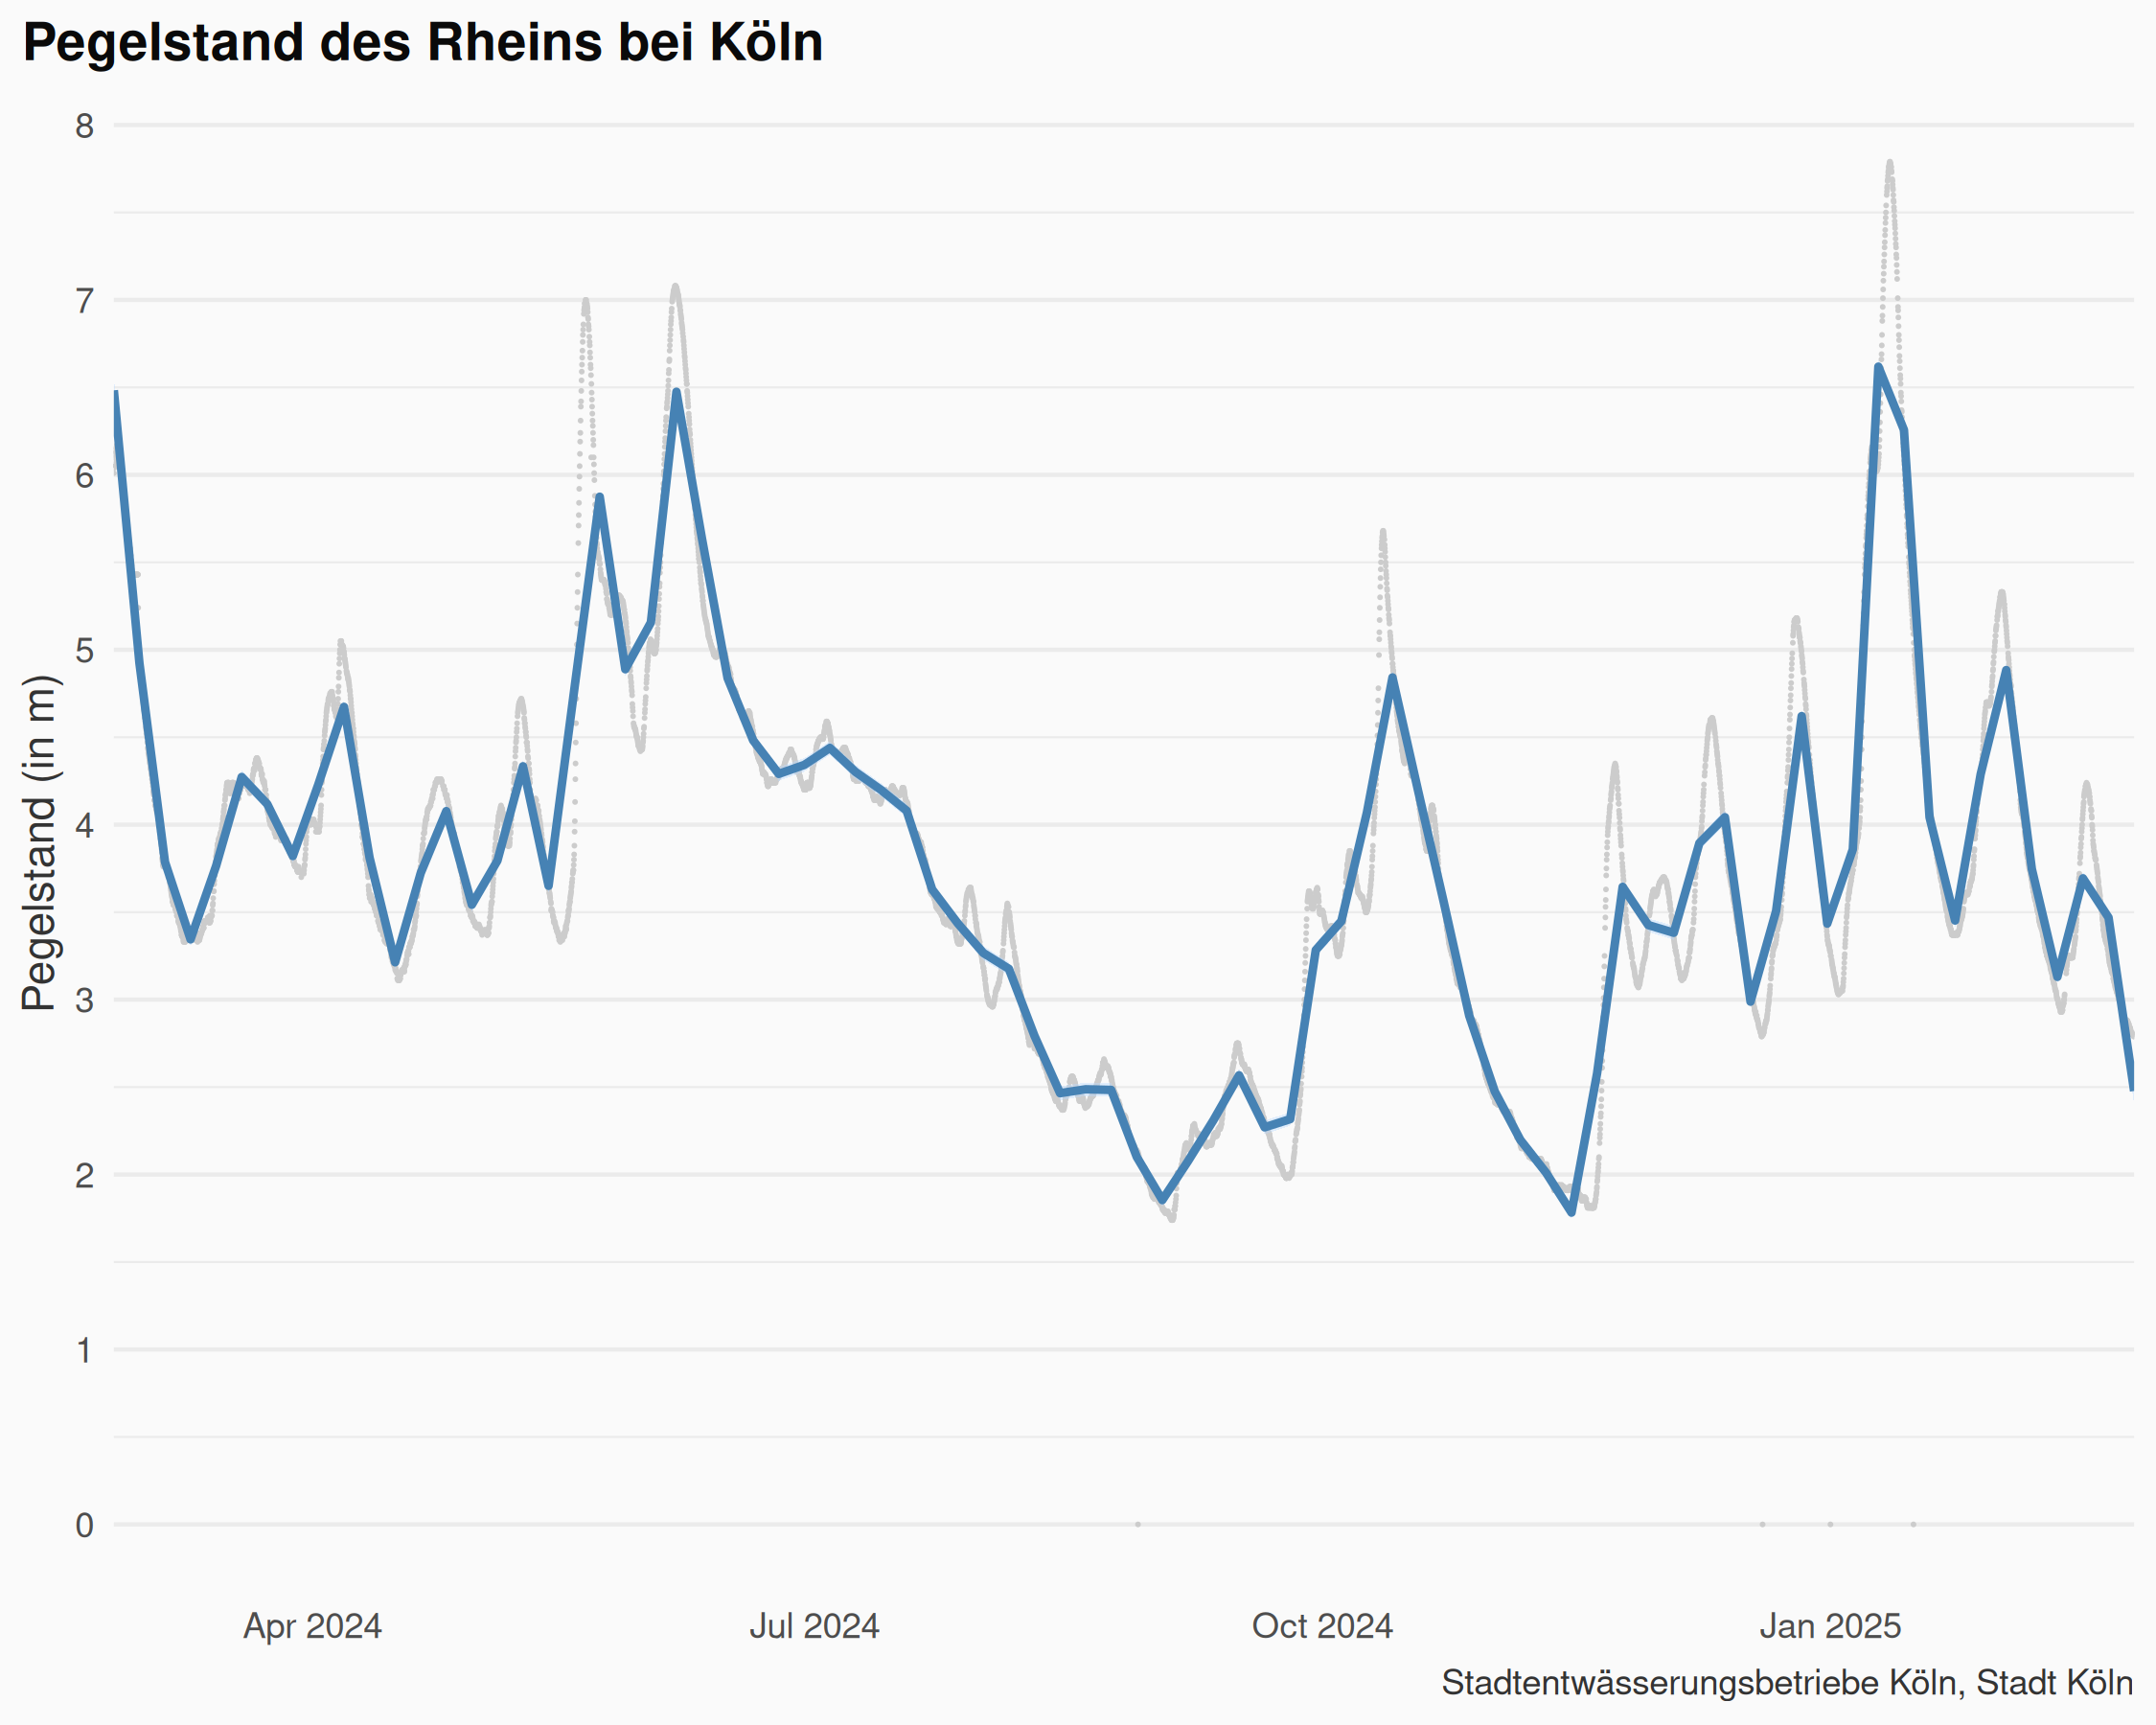 Pegelstand des Rheins bei Köln
Pegelstand (in m)
8
7
6
5
4
3
2
1
0
Apr 2024 Jul 2024 Oct 2024 Jan 2025
Stadtentwässerungsbetriebe Köln, Stadt Köln